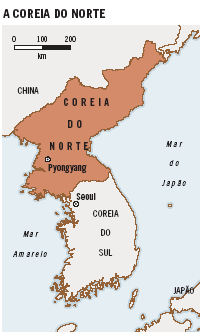 A COREIA DO NORTE
0 100 200
km
CHINA
COREIA
DO
NORTE
Pyongyang
Mar
do
Japão
Seoul
COREIA
DO
SUL
Mar
Amarelo
JAPÃO